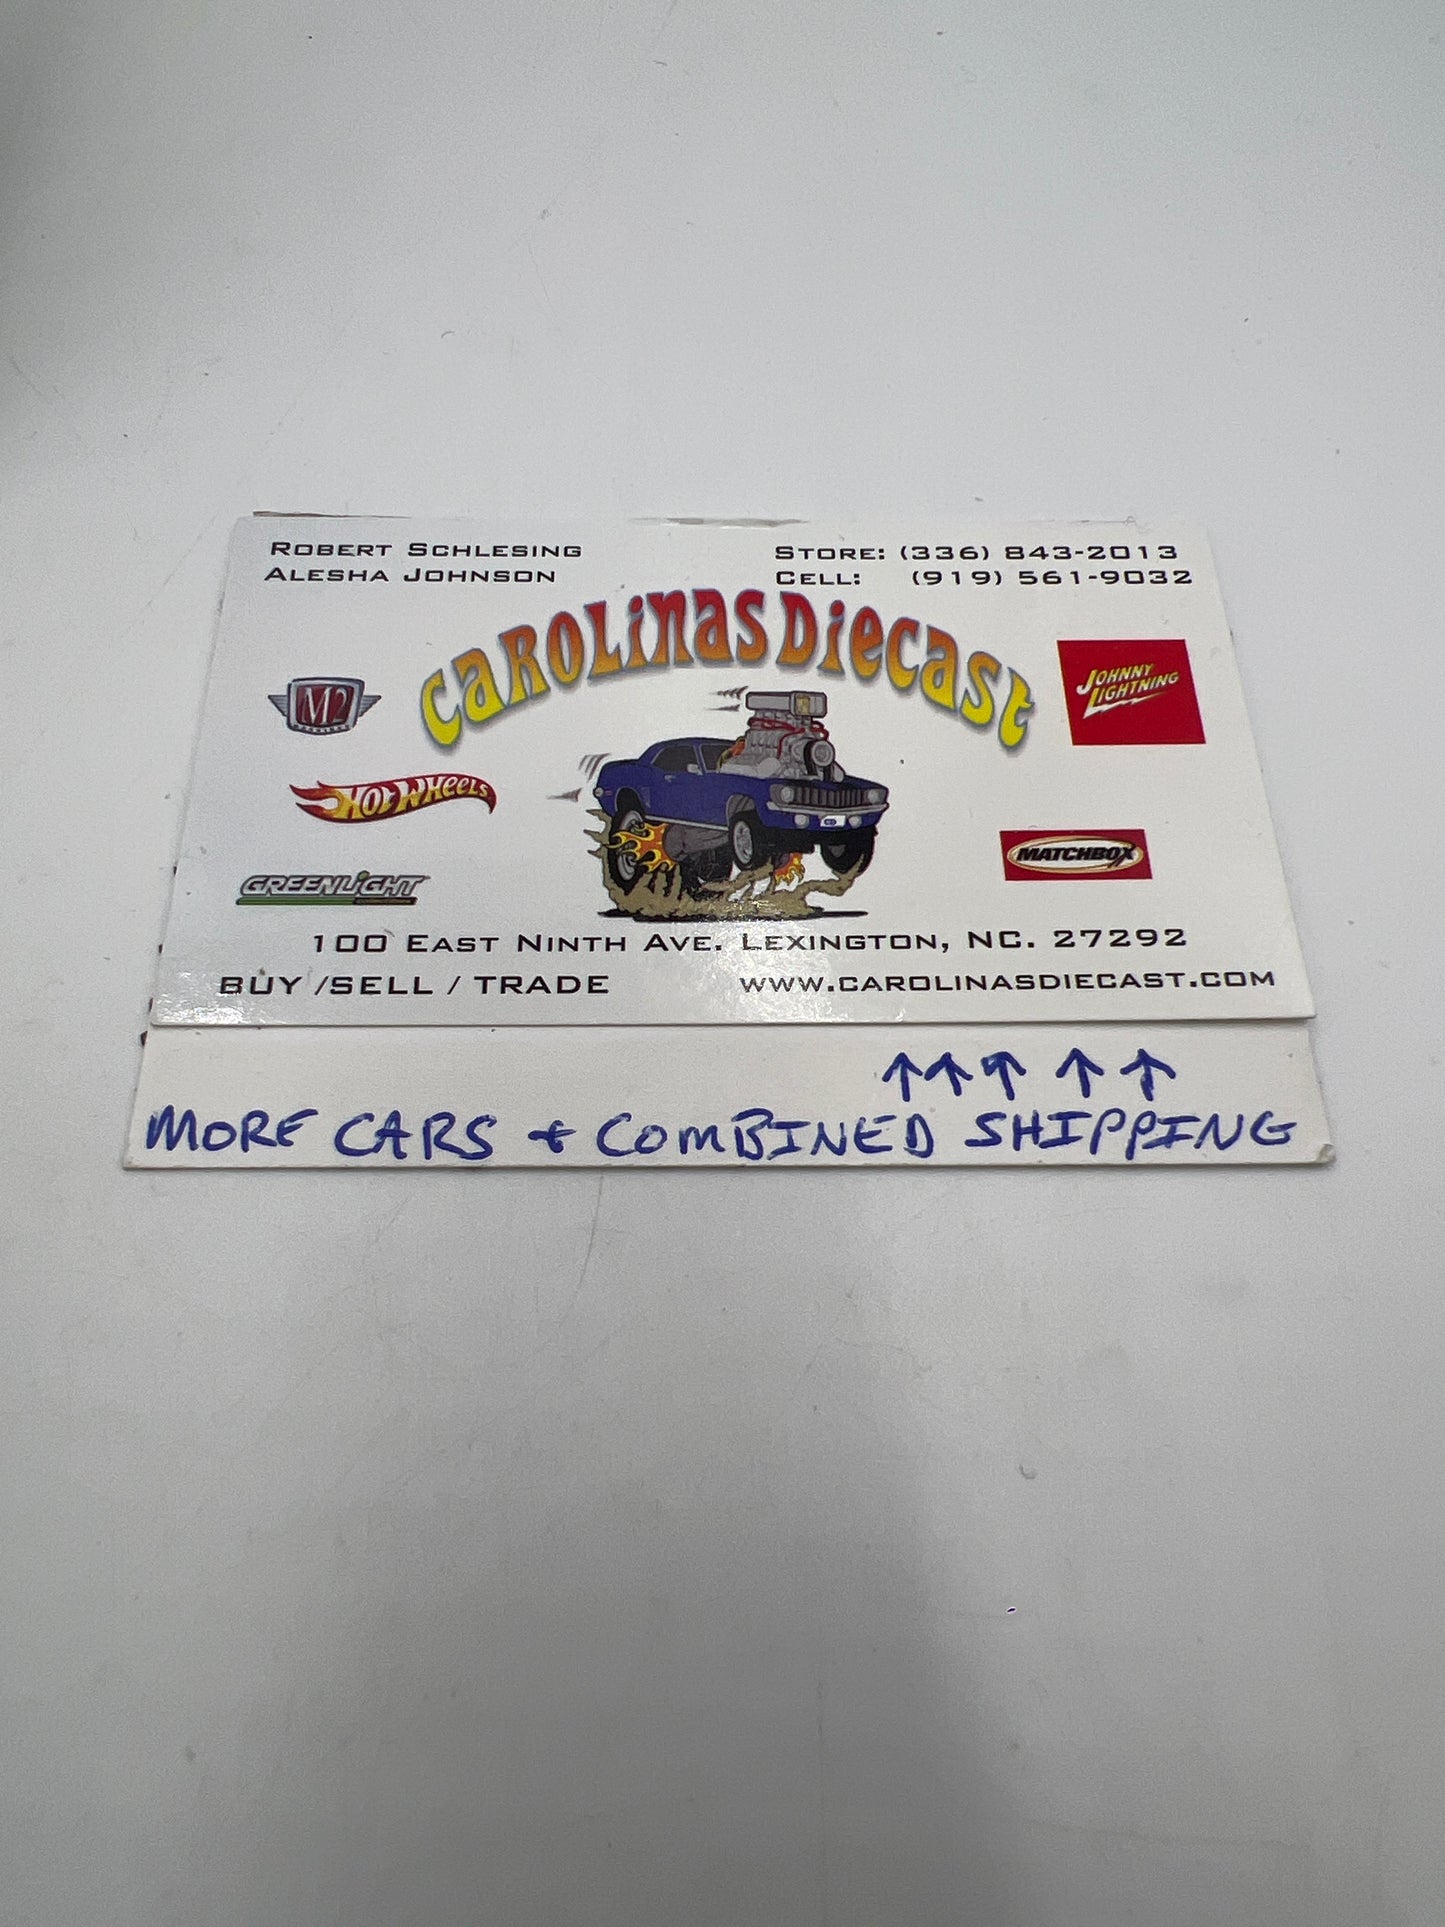 ROBERT SCHLESING
ALESHA JOHNSON
STORE: (336) 843-2013
CELL: (919) 561-9032
CAROLINAS DIECAST
M2
JOHNNY
LIGHTNING
HOT WHEELS
MATCHBOX
GREENLIGHT
100 EAST NINTH AVE. LEXINGTON, NC. 27292
BUY /SELL / TRADE
WWW.CAROLINASDIECAST.COM
↑↑↑↑↑
MORE CARS & COMBINED SHIPPING